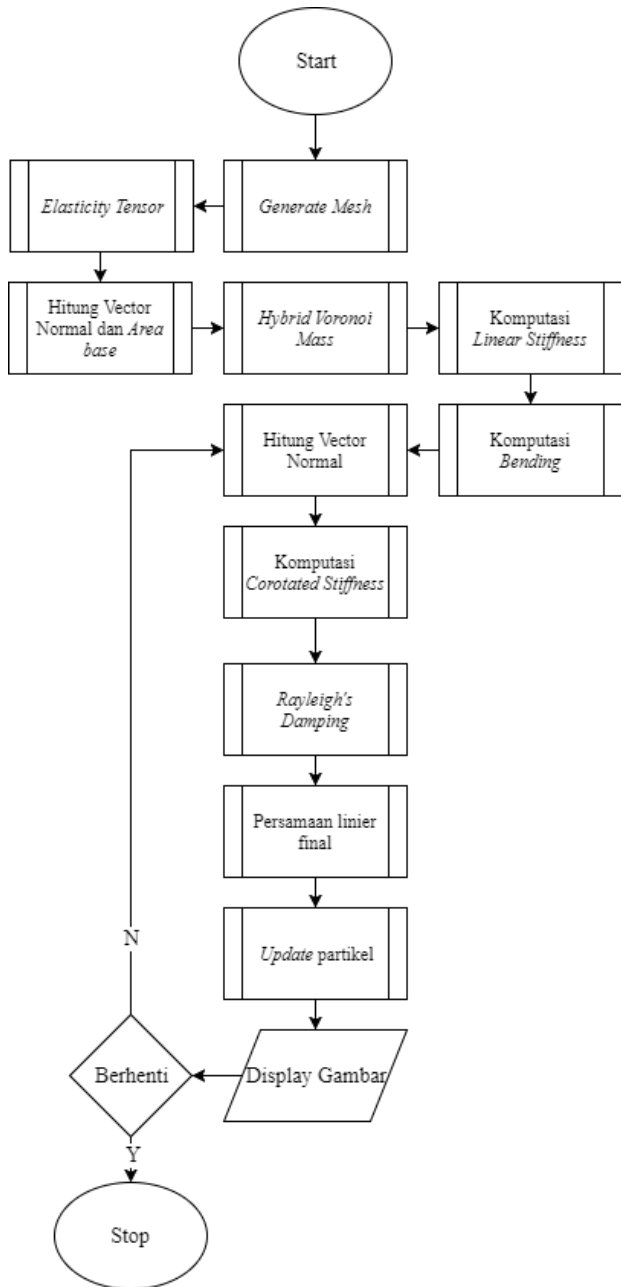 Start
Generate Mesh
Elasticity Tensor
Hitung Vector
Normal dan Area
base
Hybrid Voronoi
Mass
Komputasi
Linear Stiffness
Komputasi
Bending
Hitung Vector
Normal
Komputasi
Corotated Stiffness
Rayleigh's
Damping
Persamaan linier
final
Update partikel
Display Gambar
Berhenti
N
Y
Stop